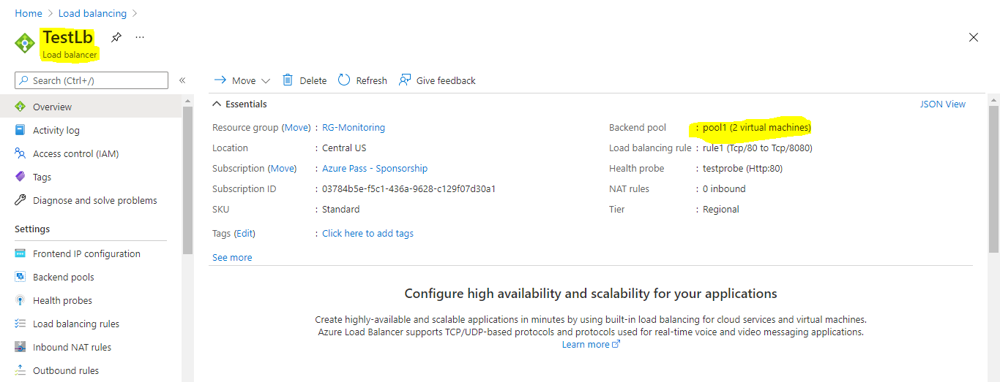 Home > Load balancing >
TestLb
...
Load balancer
Search (Ctrl+/)
«
Overview
Activity log
Access control (IAM)
Tags
Diagnose and solve problems
Settings
Frontend IP configuration
Backend pools
Health probes
Load balancing rules
Inbound NAT rules
Outbound rules
Move Delete Refresh Give feedback
Essentials
JSON View
Resource group (Move) : RG-Monitoring
Location : Central US
Subscription (Move) : Azure Pass - Sponsorship
Subscription ID : 03784b5e-f5c1-436a-9628-c129f07d30a1
SKU : Standard
Tags (Edit) : Click here to add tags
See more
Backend pool : pool1 (2 virtual machines)
Load balancing rule : rule1 (Tcp/80 to Tcp/8080)
Health probe : testprobe (Http:80)
NAT rules : 0 inbound
Tier : Regional
Configure high availability and scalability for your applications
Create highly-available and scalable applications in minutes by using built-in load balancing for cloud services and virtual machines.
Azure Load Balancer supports TCP/UDP-based protocols and protocols used for real-time voice and video messaging applications.
Learn more